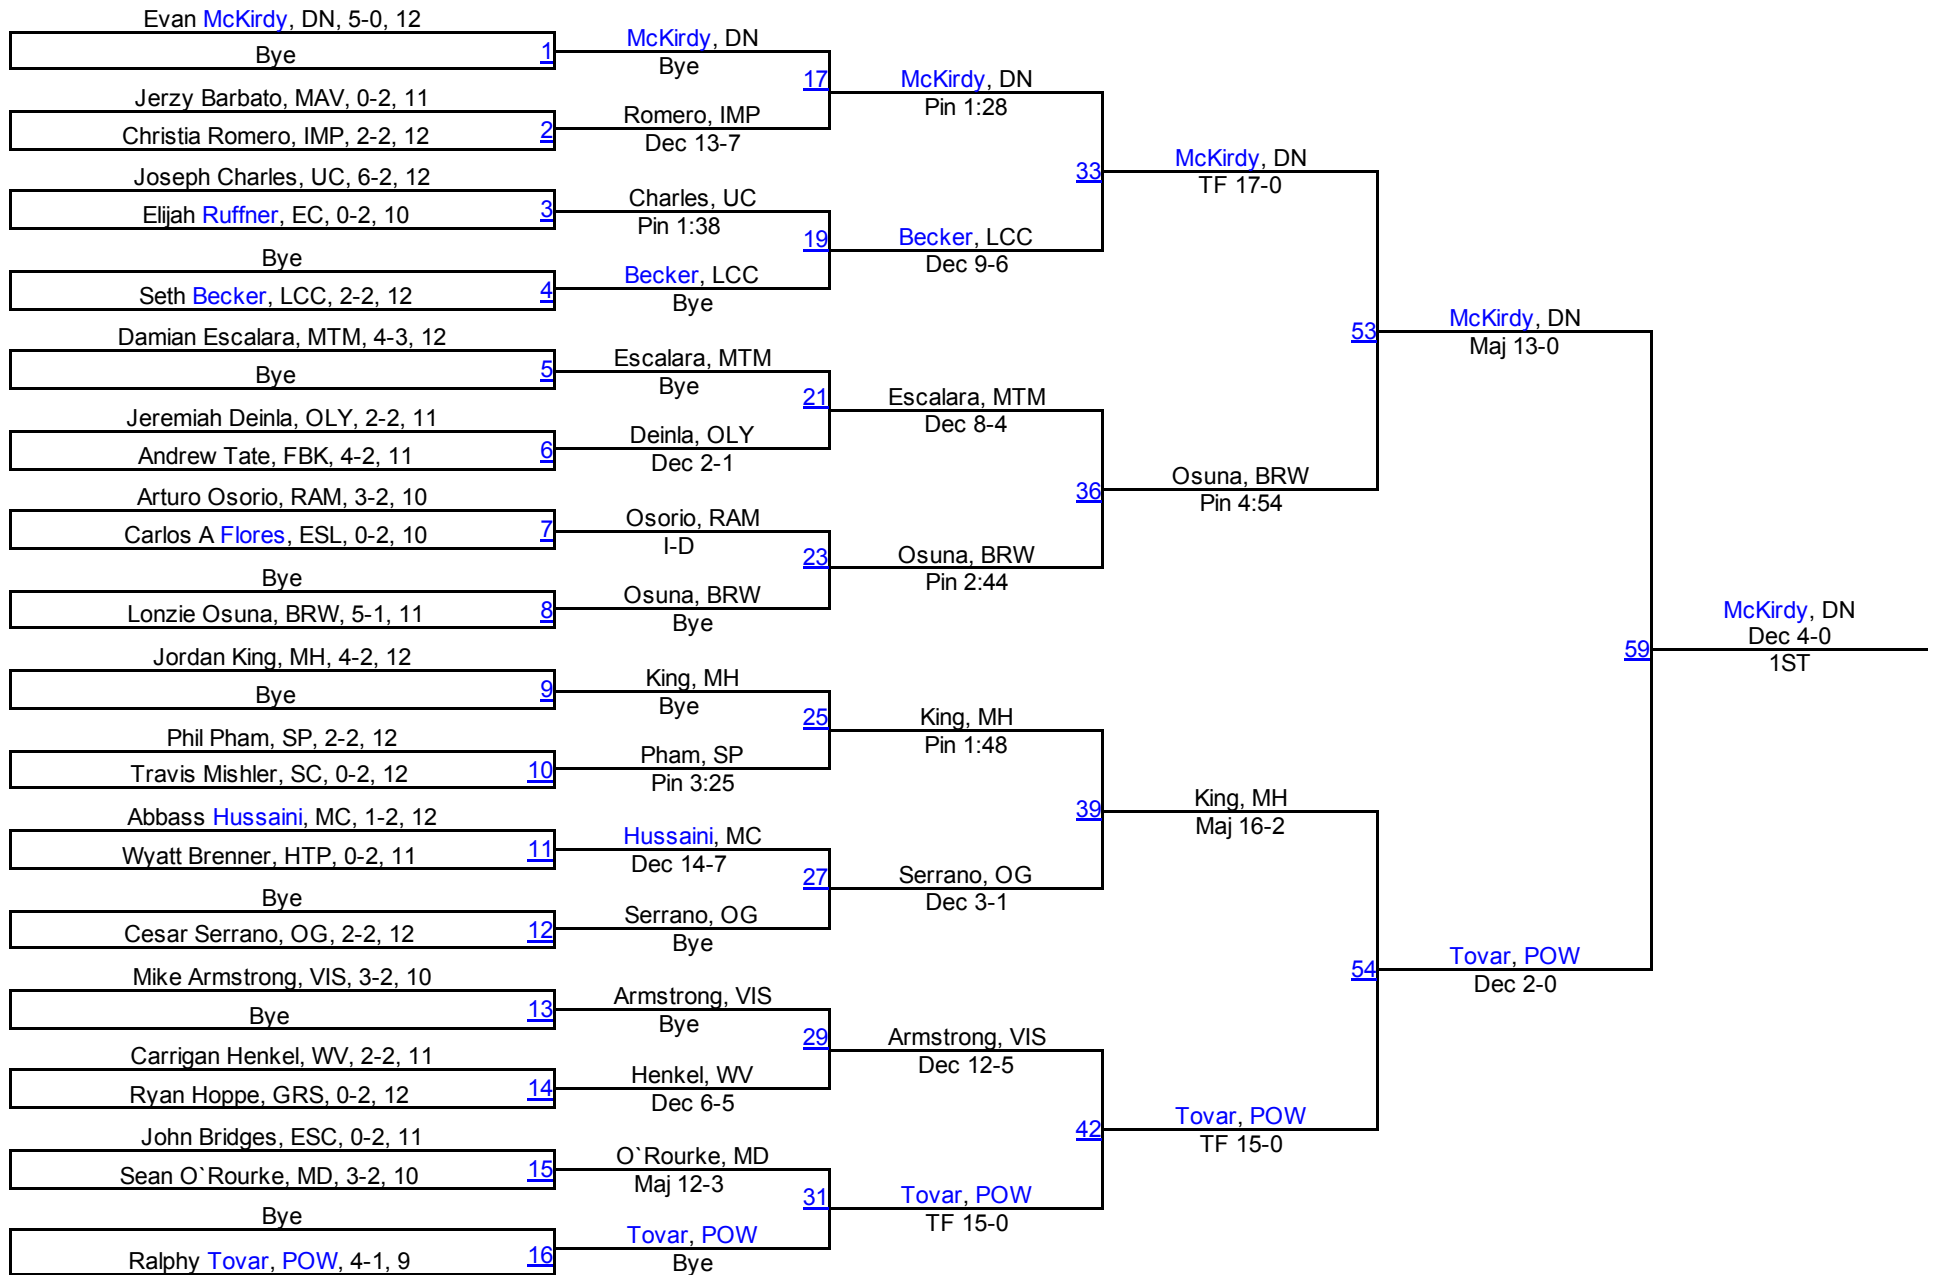 Evan McKirdy, DN, 5-0, 12
Bye
1
Jerzy Barbato, MAV, 0-2, 11
Christia Romero, IMP, 2-2, 12
2
Joseph Charles, UC, 6-2, 12
Elijah Ruffner, EC, 0-2, 10
3
Bye
Seth Becker, LCC, 2-2, 12
4
Damian Escalara, MTM, 4-3, 12
Bye
5
Jeremiah Deinla, OLY, 2-2, 11
Andrew Tate, FBK, 4-2, 11
6
Arturo Osorio, RAM, 3-2, 10
Carlos A Flores, ESL, 0-2, 10
7
Bye
Lonzie Osuna, BRW, 5-1, 11
8
Jordan King, MH, 4-2, 12
Bye
9
Phil Pham, SP, 2-2, 12
Travis Mishler, SC, 0-2, 12
10
Abbass Hussaini, MC, 1-2, 12
Wyatt Brenner, HTP, 0-2, 11
11
Bye
Cesar Serrano, OG, 2-2, 12
12
Mike Armstrong, VIS, 3-2, 10
Bye
13
Carrigan Henkel, WV, 2-2, 11
Ryan Hoppe, GRS, 0-2, 12
14
John Bridges, ESC, 0-2, 11
Sean O`Rourke, MD, 3-2, 10
15
Bye
Ralphy Tovar, POW, 4-1, 9
16
McKirdy, DN
Bye
17
Romero, IMP
Dec 13-7
Charles, UC
Pin 1:38
19
Becker, LCC
Bye
Escalara, MTM
Bye
21
Deinla, OLY
Dec 2-1
Osorio, RAM
I-D
23
Osuna, BRW
Bye
King, MH
Bye
25
Pham, SP
Pin 3:25
Hussaini, MC
Dec 14-7
27
Serrano, OG
Bye
Armstrong, VIS
Bye
29
Henkel, WV
Dec 6-5
O`Rourke, MD
Maj 12-3
31
Tovar, POW
Bye
McKirdy, DN
Pin 1:28
33
Becker, LCC
Dec 9-6
Escalara, MTM
Dec 8-4
36
Osuna, BRW
Pin 2:44
King, MH
Pin 1:48
39
Serrano, OG
Dec 3-1
Armstrong, VIS
Dec 12-5
42
Tovar, POW
TF 15-0
McKirdy, DN
TF 17-0
53
Osuna, BRW
Pin 4:54
King, MH
Maj 16-2
54
Tovar, POW
TF 15-0
McKirdy, DN
Maj 13-0
59
Tovar, POW
Dec 2-0
McKirdy, DN
Dec 4-0
1ST